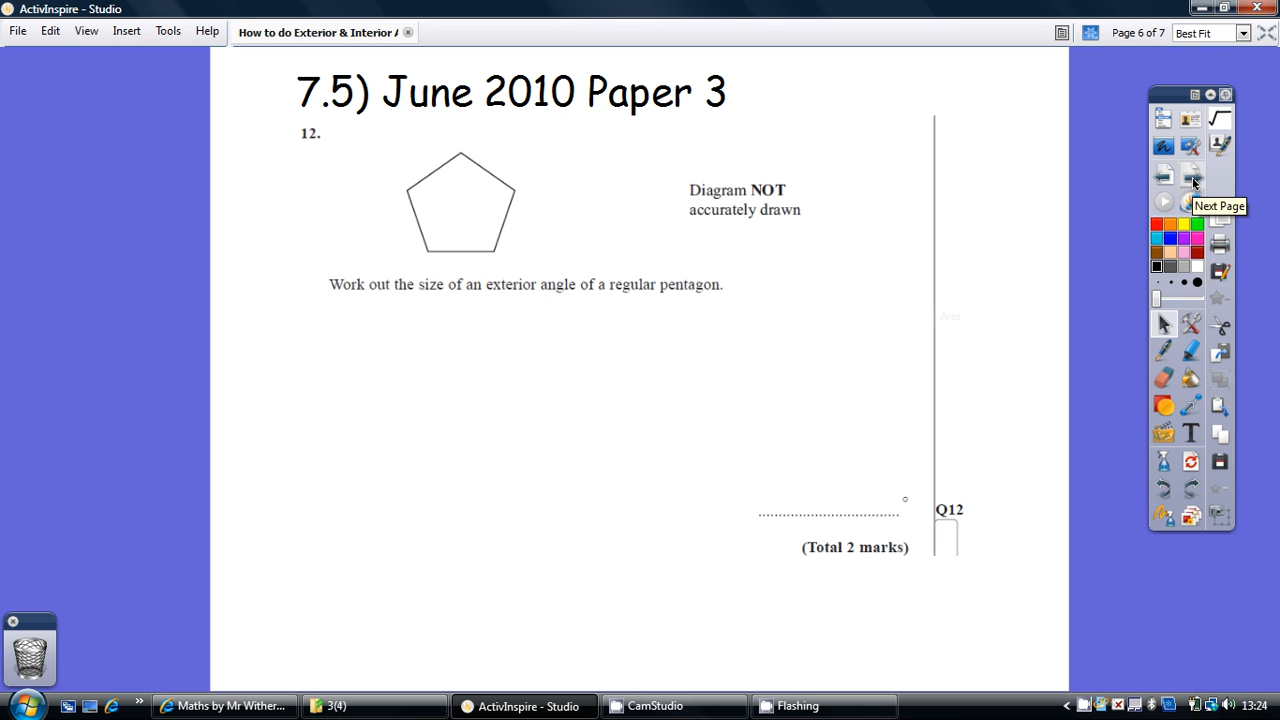 ActivInspire - Studio
File Edit View Insert Tools Help
How to do Exterior & Interior A
Page 6 of 7
Best Fit
7.5) June 2010 Paper 3
12.
Diagram NOT
accurately drawn
Work out the size of an exterior angle of a regular pentagon.
Area
Next Page
T
.................................. °
Q12
(Total 2 marks)
» Maths by Mr Wither... 3(4) ActivInspire - Studio CamStudio Flashing < 13:24